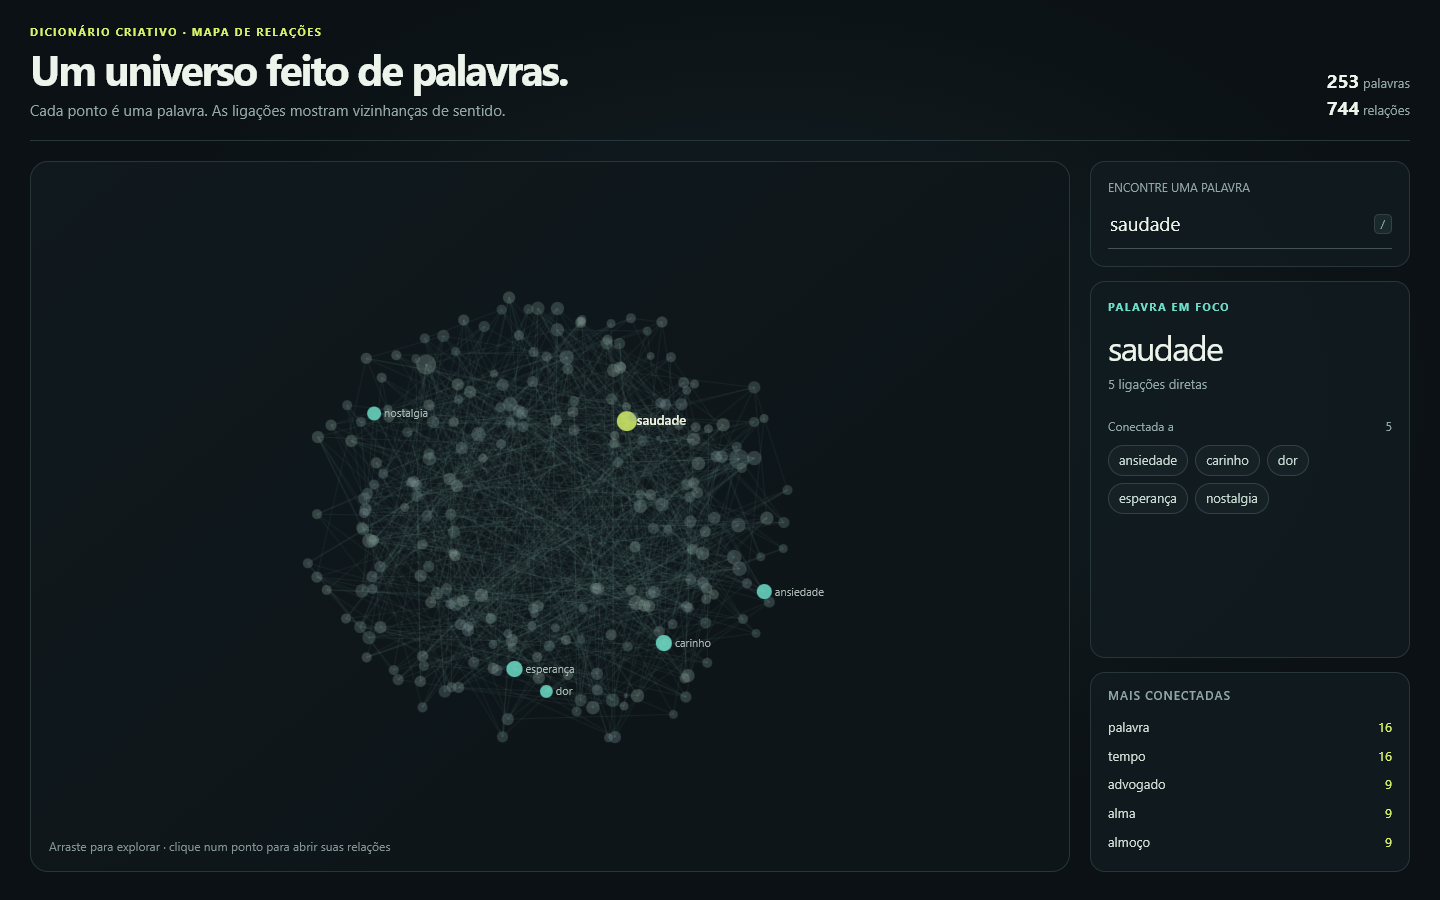 DICIONÁRIO CRIATIVO · MAPA DE RELAÇÕES
Um universo feito de palavras.
Cada ponto é uma palavra. As ligações mostram vizinhanças de sentido.
253 palavras
744 relações
nostalgia
saudade
ansiedade
carinho
esperança
dor
Arraste para explorar · clique num ponto para abrir suas relações
ENCONTRE UMA PALAVRA
saudade /
PALAVRA EM FOCO
saudade
5 ligações diretas
Conectada a 5
ansiedade carinho dor
esperança nostalgia
MAIS CONECTADAS
palavra 16
tempo 16
advogado 9
alma 9
almoço 9